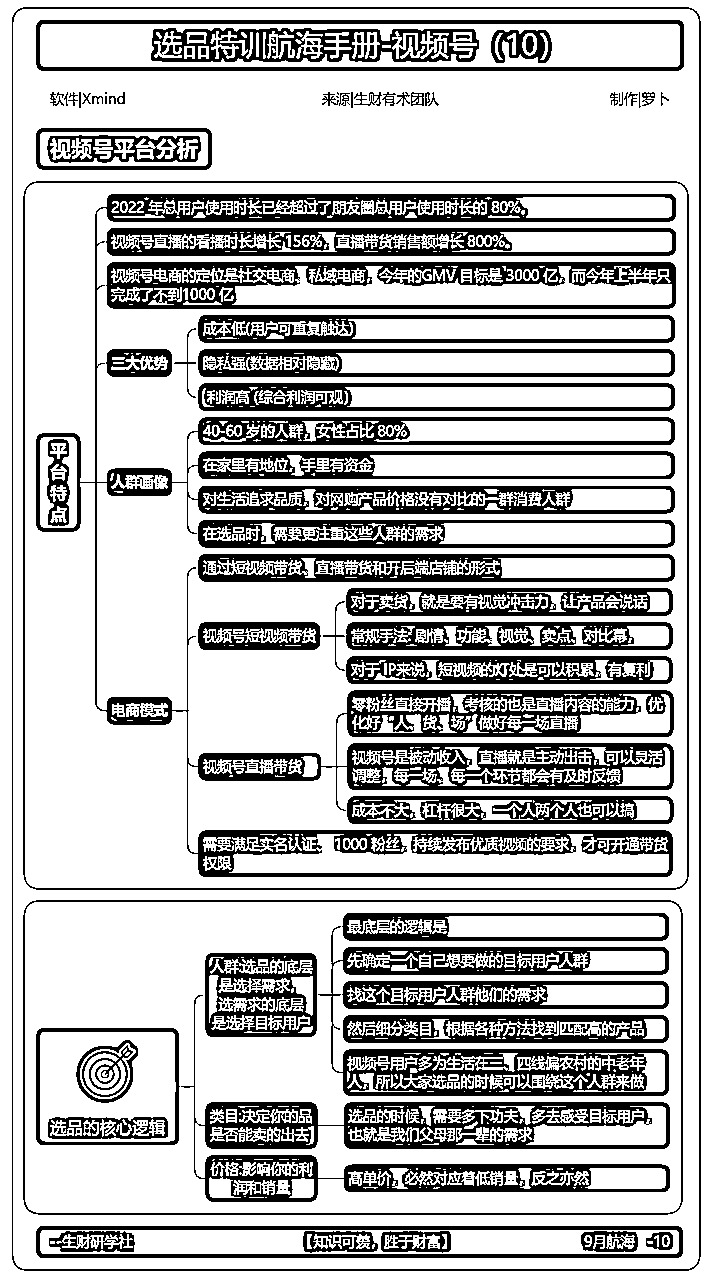 选品特训航海手册-视频号（10）
软件|Xmind
来源|生财有术团队
制作|萝卜
视频号平台分析
平台特点
2022 年总用户使用时长已经超过了朋友圈总用户使用时长的 80%。
视频号直播的看播时长增长 156%，直播带货销售额增长 800%。
视频号电商的定位是社交电商、私域电商，今年的GMV 目标是 3000 亿，而今年上半年只
完成了不到1000 亿
三大优势
成本低(用户可重复触达)
隐私强(数据相对隐蔽)
(利润高 (综合利润可观)
人群画像
40-60 岁的人群，女性占比 80%
在家里有地位，手里有资金
对生活追求品质，对网购产品价格没有对比的一群消费人群
在选品时，需要更注重这些人群的需求
电商模式
通过短视频带货、直播带货和开后端店铺的形式
视频号短视频带货
对于卖货，就是要有视觉冲击力，让产品会说话
常规手法: 剧情、功能、视觉、卖点、对比幕，
对于 IP来说，短视频的好处是可以积累，有复利
视频号直播带货
零粉丝直接开播，考核的也是直播内容的能力，优
化好“人、货、场”做好每一场直播
视频号是被动收入，直播就是主动出击，可以灵活
调整，每一场、每一个环节都会有及时反馈
成本不大，杠杆很大，一个人两个人也可以搞
需要满足实名认证、 1000 粉丝，持续发布优质视频的要求，才可开通带货
权限
选品的核心逻辑
人群:选品的底层
是选择需求，
选需求的底层
是选择目标用户
最底层的逻辑是
先确定一个自己想要做的目标用户人群
找这个目标用户人群他们的需求
然后细分类目，根据各种方法找到匹配高的产品
视频号用户多为生活在三、四线偏农村的中老年
人，所以大家选品的时候可以围绕这个人群来做
类目:决定你的品
是否能卖的出去
选品的时候，需要多下功夫，多去感受目标用户，
也就是我们父母那一辈的需求
价格:影响你的利
润和销量
高单价，必然对应着低销量，反之亦然
--生财研学社
【知识可赞，胜于财富】
9月航海 -10